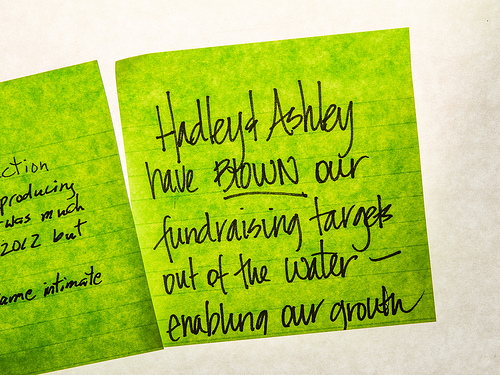 ction
producing
was much
2012 but
ame intimate
Hadley & Ashley
have BLOWN our
fundraising targets
out of the water —
enabling our growth